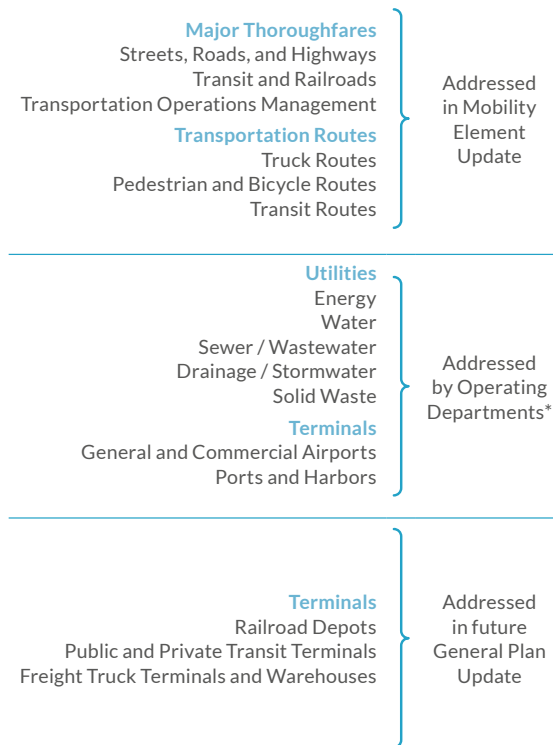 Major Thoroughfares
Streets, Roads, and Highways
Transit and Railroads
Transportation Operations Management
Transportation Routes
Truck Routes
Pedestrian and Bicycle Routes
Transit Routes
Addressed
in Mobility
Element
Update
Utilities
Energy
Water
Sewer / Wastewater
Drainage / Stormwater
Solid Waste
Terminals
General and Commercial Airports
Ports and Harbors
Addressed
by Operating
Departments*
Terminals
Railroad Depots
Public and Private Transit Terminals
Freight Truck Terminals and Warehouses
Addressed
in future
General Plan
Update